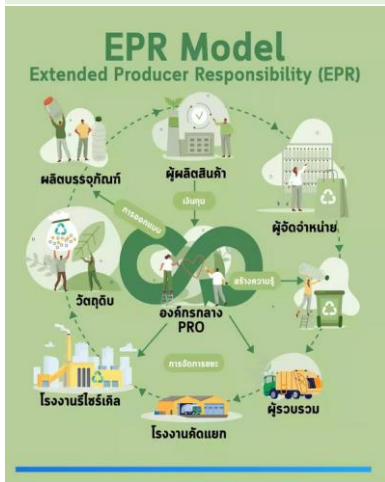 EPR Model
Extended Producer Responsibility (EPR)
ผลิตบรรจุภัณฑ์
ผู้ผลิตสินค้า
ผู้จัดจำหน่าย
เงินทุน
การออกแบบ
วัตถุดิบ
องค์กรกลาง
PRO
สร้างความรู้
การจัดการขยะ
โรงงานรีไซร์เคิล
โรงงานคัดแยก
ผู้รวบรวม